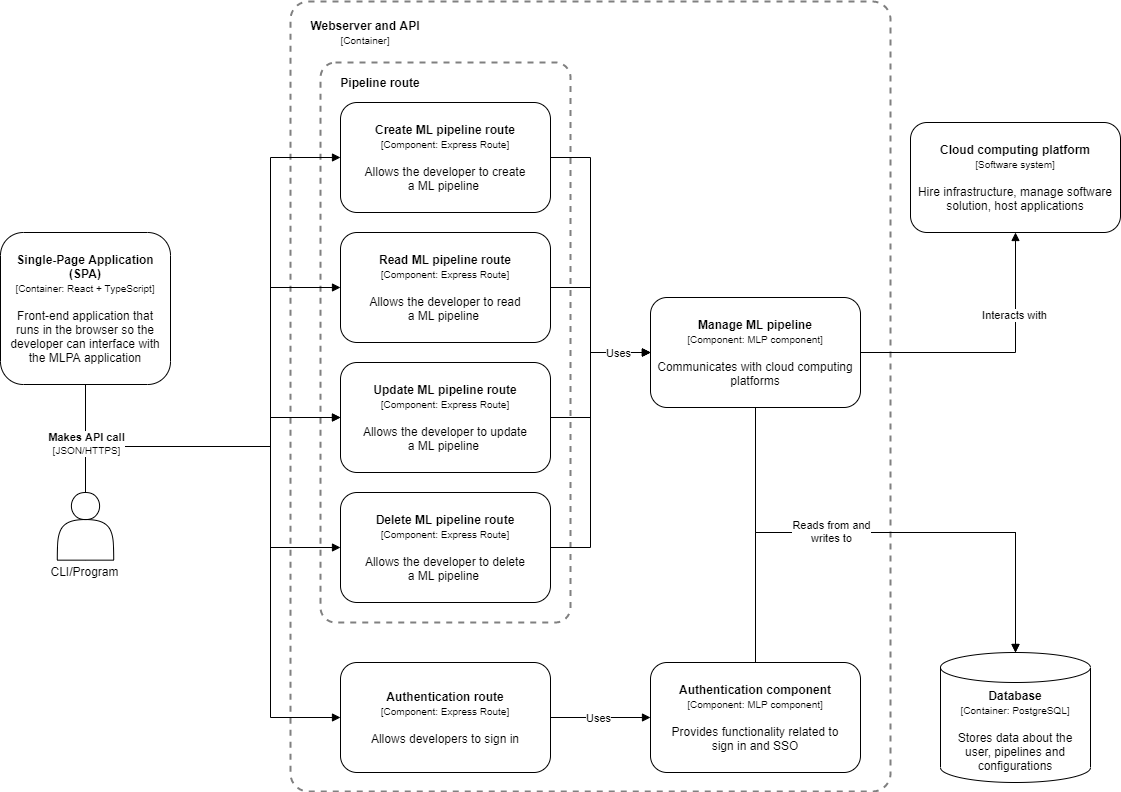 Webserver and API
[Container]
Pipeline route
Create ML pipeline route
[Component: Express Route]
Allows the developer to create
a ML pipeline
Read ML pipeline route
[Component: Express Route]
Allows the developer to read
a ML pipeline
Update ML pipeline route
[Component: Express Route]
Allows the developer to update
a ML pipeline
Delete ML pipeline route
[Component: Express Route]
Allows the developer to delete
a ML pipeline
Authentication route
[Component: Express Route]
Allows developers to sign in
Single-Page Application
(SPA)
[Container: React + TypeScript]
Front-end application that
runs in the browser so the
developer can interface with
the MLPA application
Makes API call
[JSON/HTTPS]
CLI/Program
Uses
Manage ML pipeline
[Component: MLP component]
Communicates with cloud computing
platforms
Uses
Authentication component
[Component: MLP component]
Provides functionality related to
sign in and SSO
Cloud computing platform
[Software system]
Hire infrastructure, manage software
solution, host applications
Interacts with
Reads from and
writes to
Database
[Container: PostgreSQL]
Stores data about the
user, pipelines and
configurations